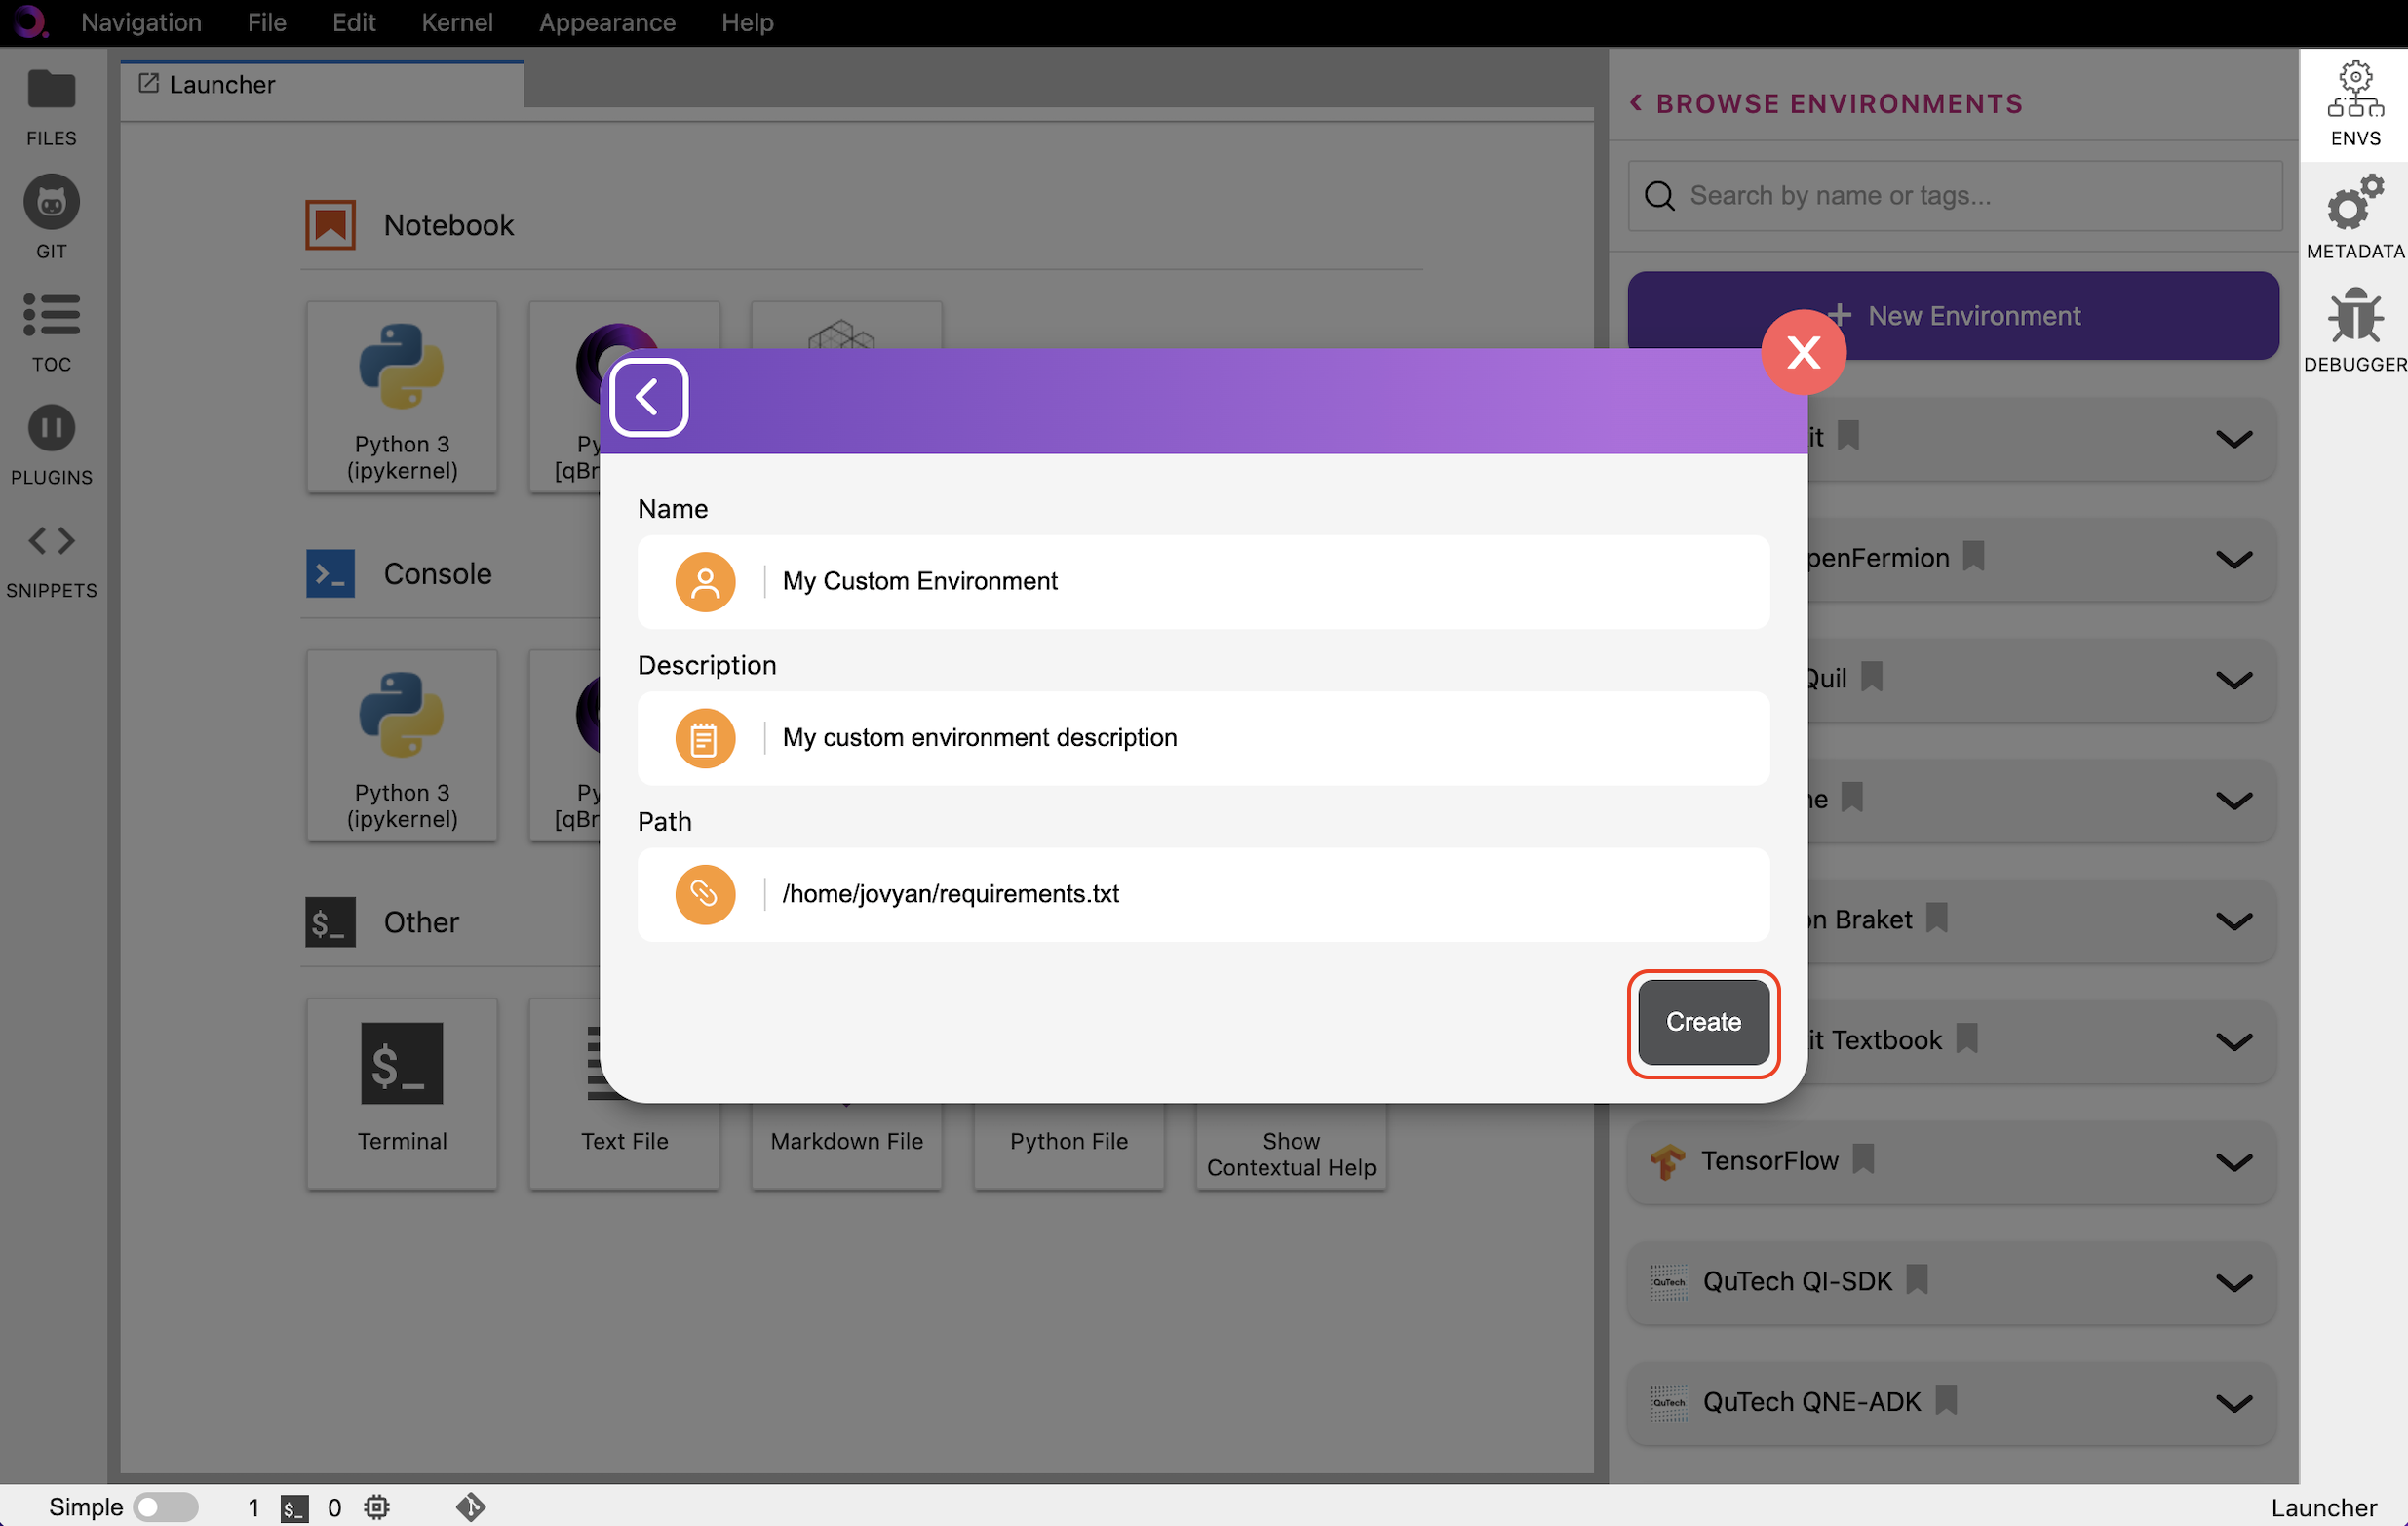 Navigation File Edit Kernel Appearance Help
FILES
GIT
TOC
PLUGINS
SNIPPETS
Launcher
Notebook
Python 3
(ipykernel)
Py
[qBr
Console
Python 3
(ipykernel)
Py
[qBr
Other
$_
$_
Terminal
Text File
Markdown File
Python File
Show
Contextual Help
Name
My Custom Environment
Description
My custom environment description
Path
/home/jovyan/requirements.txt
Create
X
BROWSE ENVIRONMENTS
Search by name or tags...
+ New Environment
it
penFermion
Quil
ne
on Braket
it Textbook
TensorFlow
QuTech QuTech QI-SDK
QuTech QuTech QNE-ADK
ENVS
METADATA
DEBUGGER
Simple 1 $_ 0
Launcher